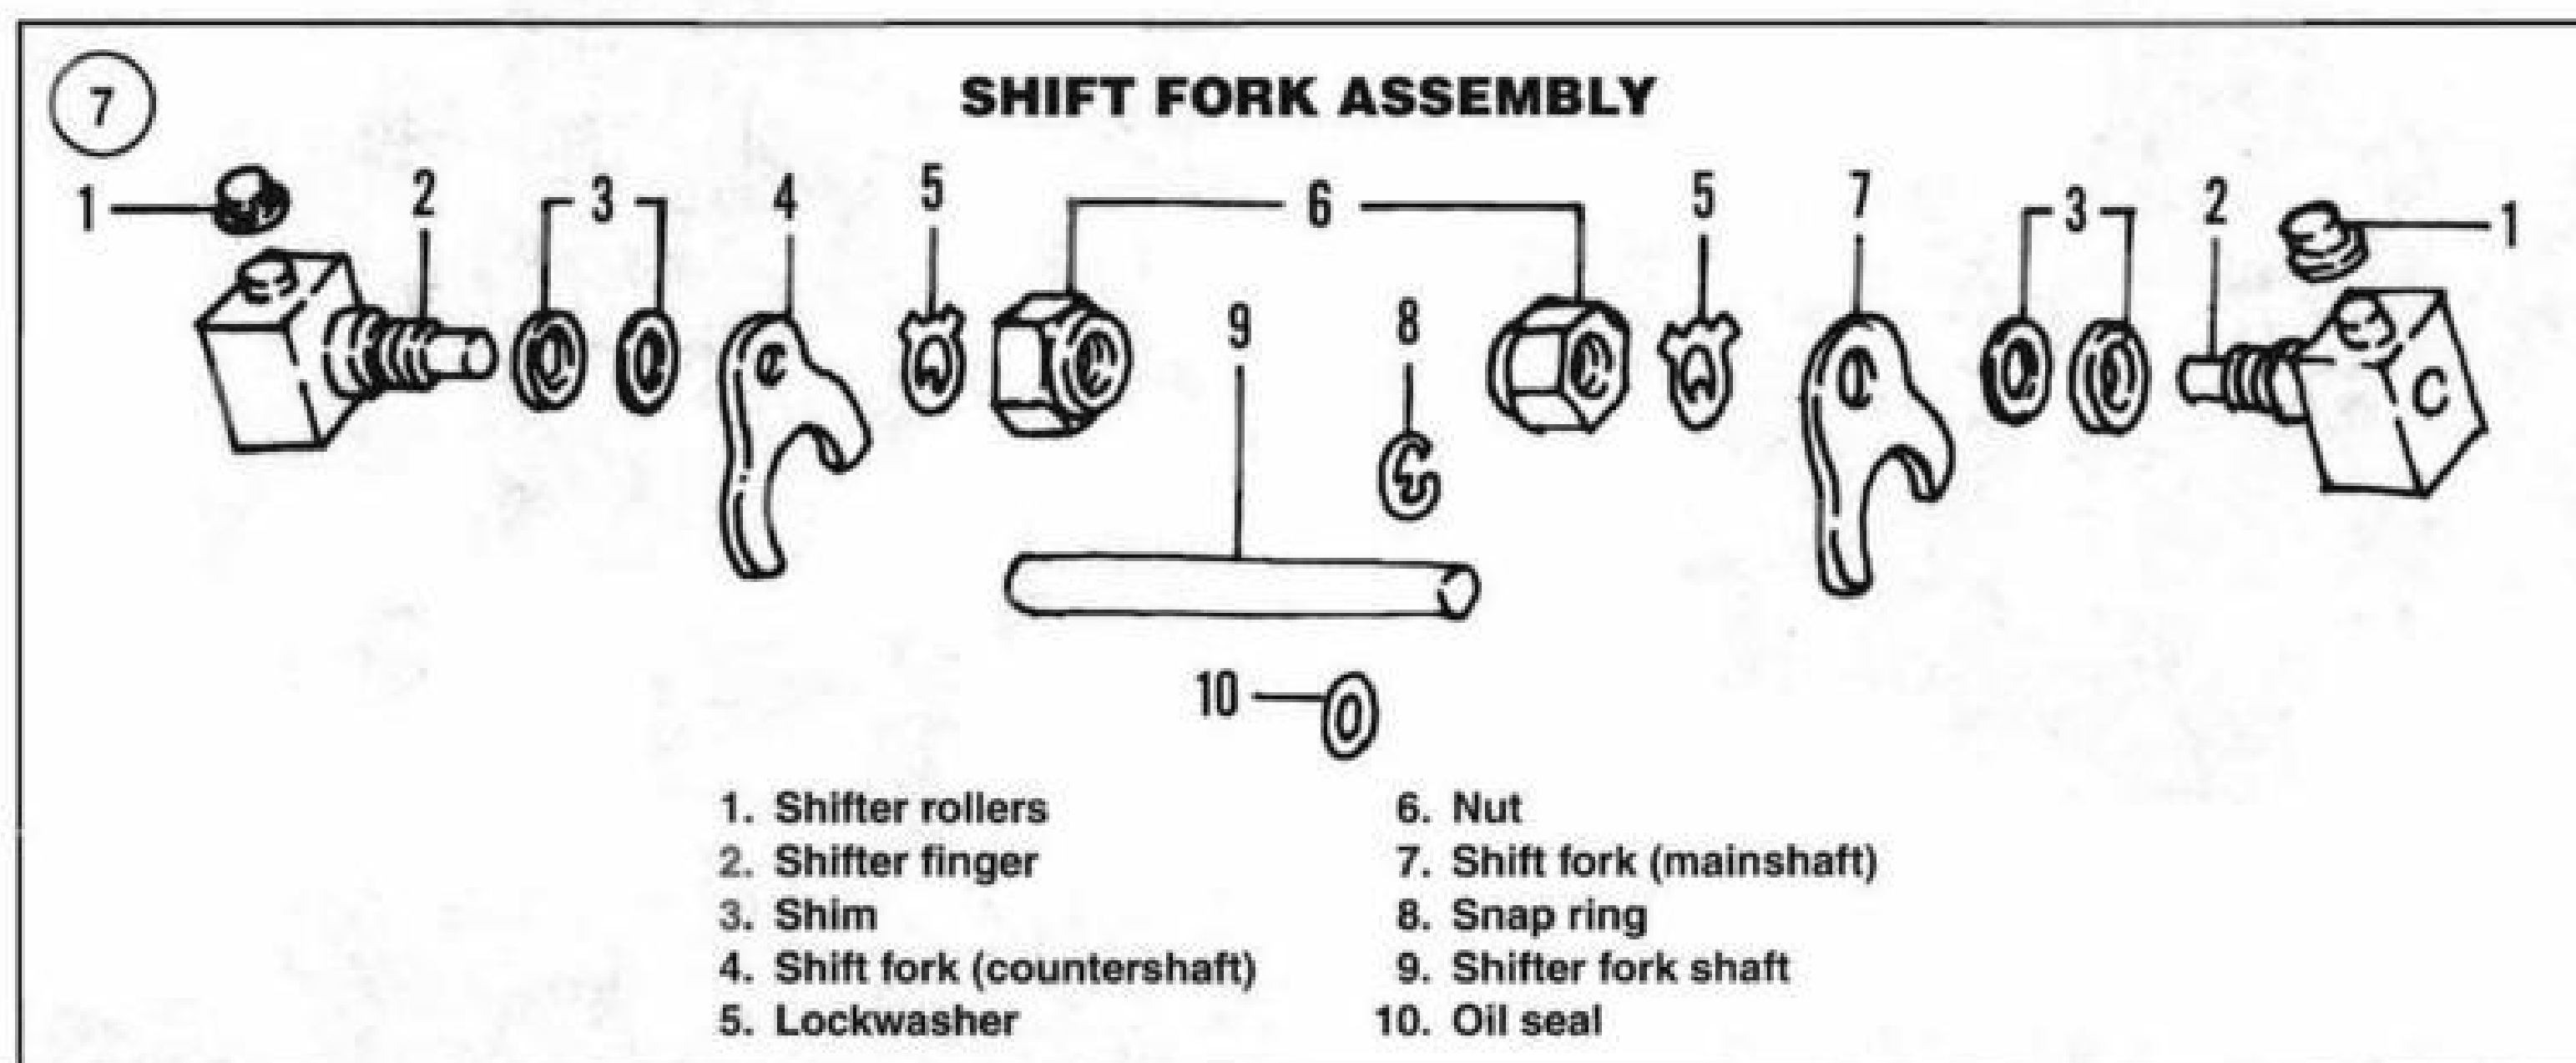 7
SHIFT FORK ASSEMBLY
1
2
3
4
5
6
5
7
3
2
1
9
8
C
10
1. Shifter rollers
2. Shifter finger
3. Shim
4. Shift fork (countershaft)
5. Lockwasher
6. Nut
7. Shift fork (mainshaft)
8. Snap ring
9. Shifter fork shaft
10. Oil seal